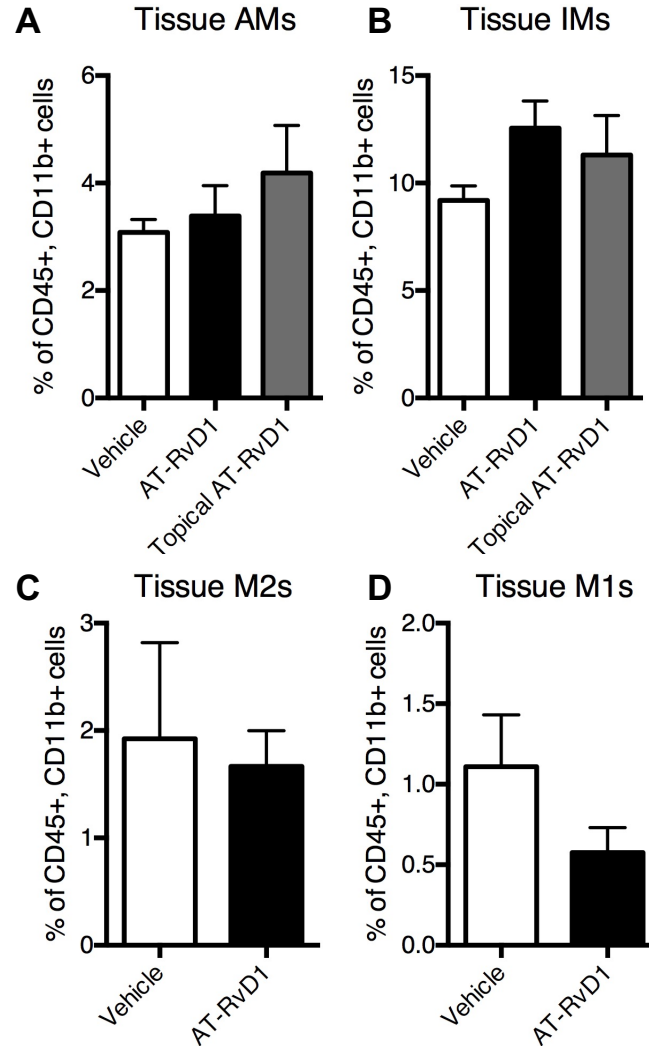 A Tissue AMs
% of CD45+, CD11b+ cells
6
4
2
0
Vehicle
AT-RvD1
Topical AT-RvD1
B Tissue IMs
% of CD45+, CD11b+ cells
15
10
5
0
Vehicle
AT-RvD1
Topical AT-RvD1
C Tissue M2s
% of CD45+, CD11b+ cells
3
2
1
0
Vehicle
AT-RvD1
D Tissue M1s
% of CD45+, CD11b+ cells
2.0
1.5
1.0
0.5
0.0
Vehicle
AT-RvD1